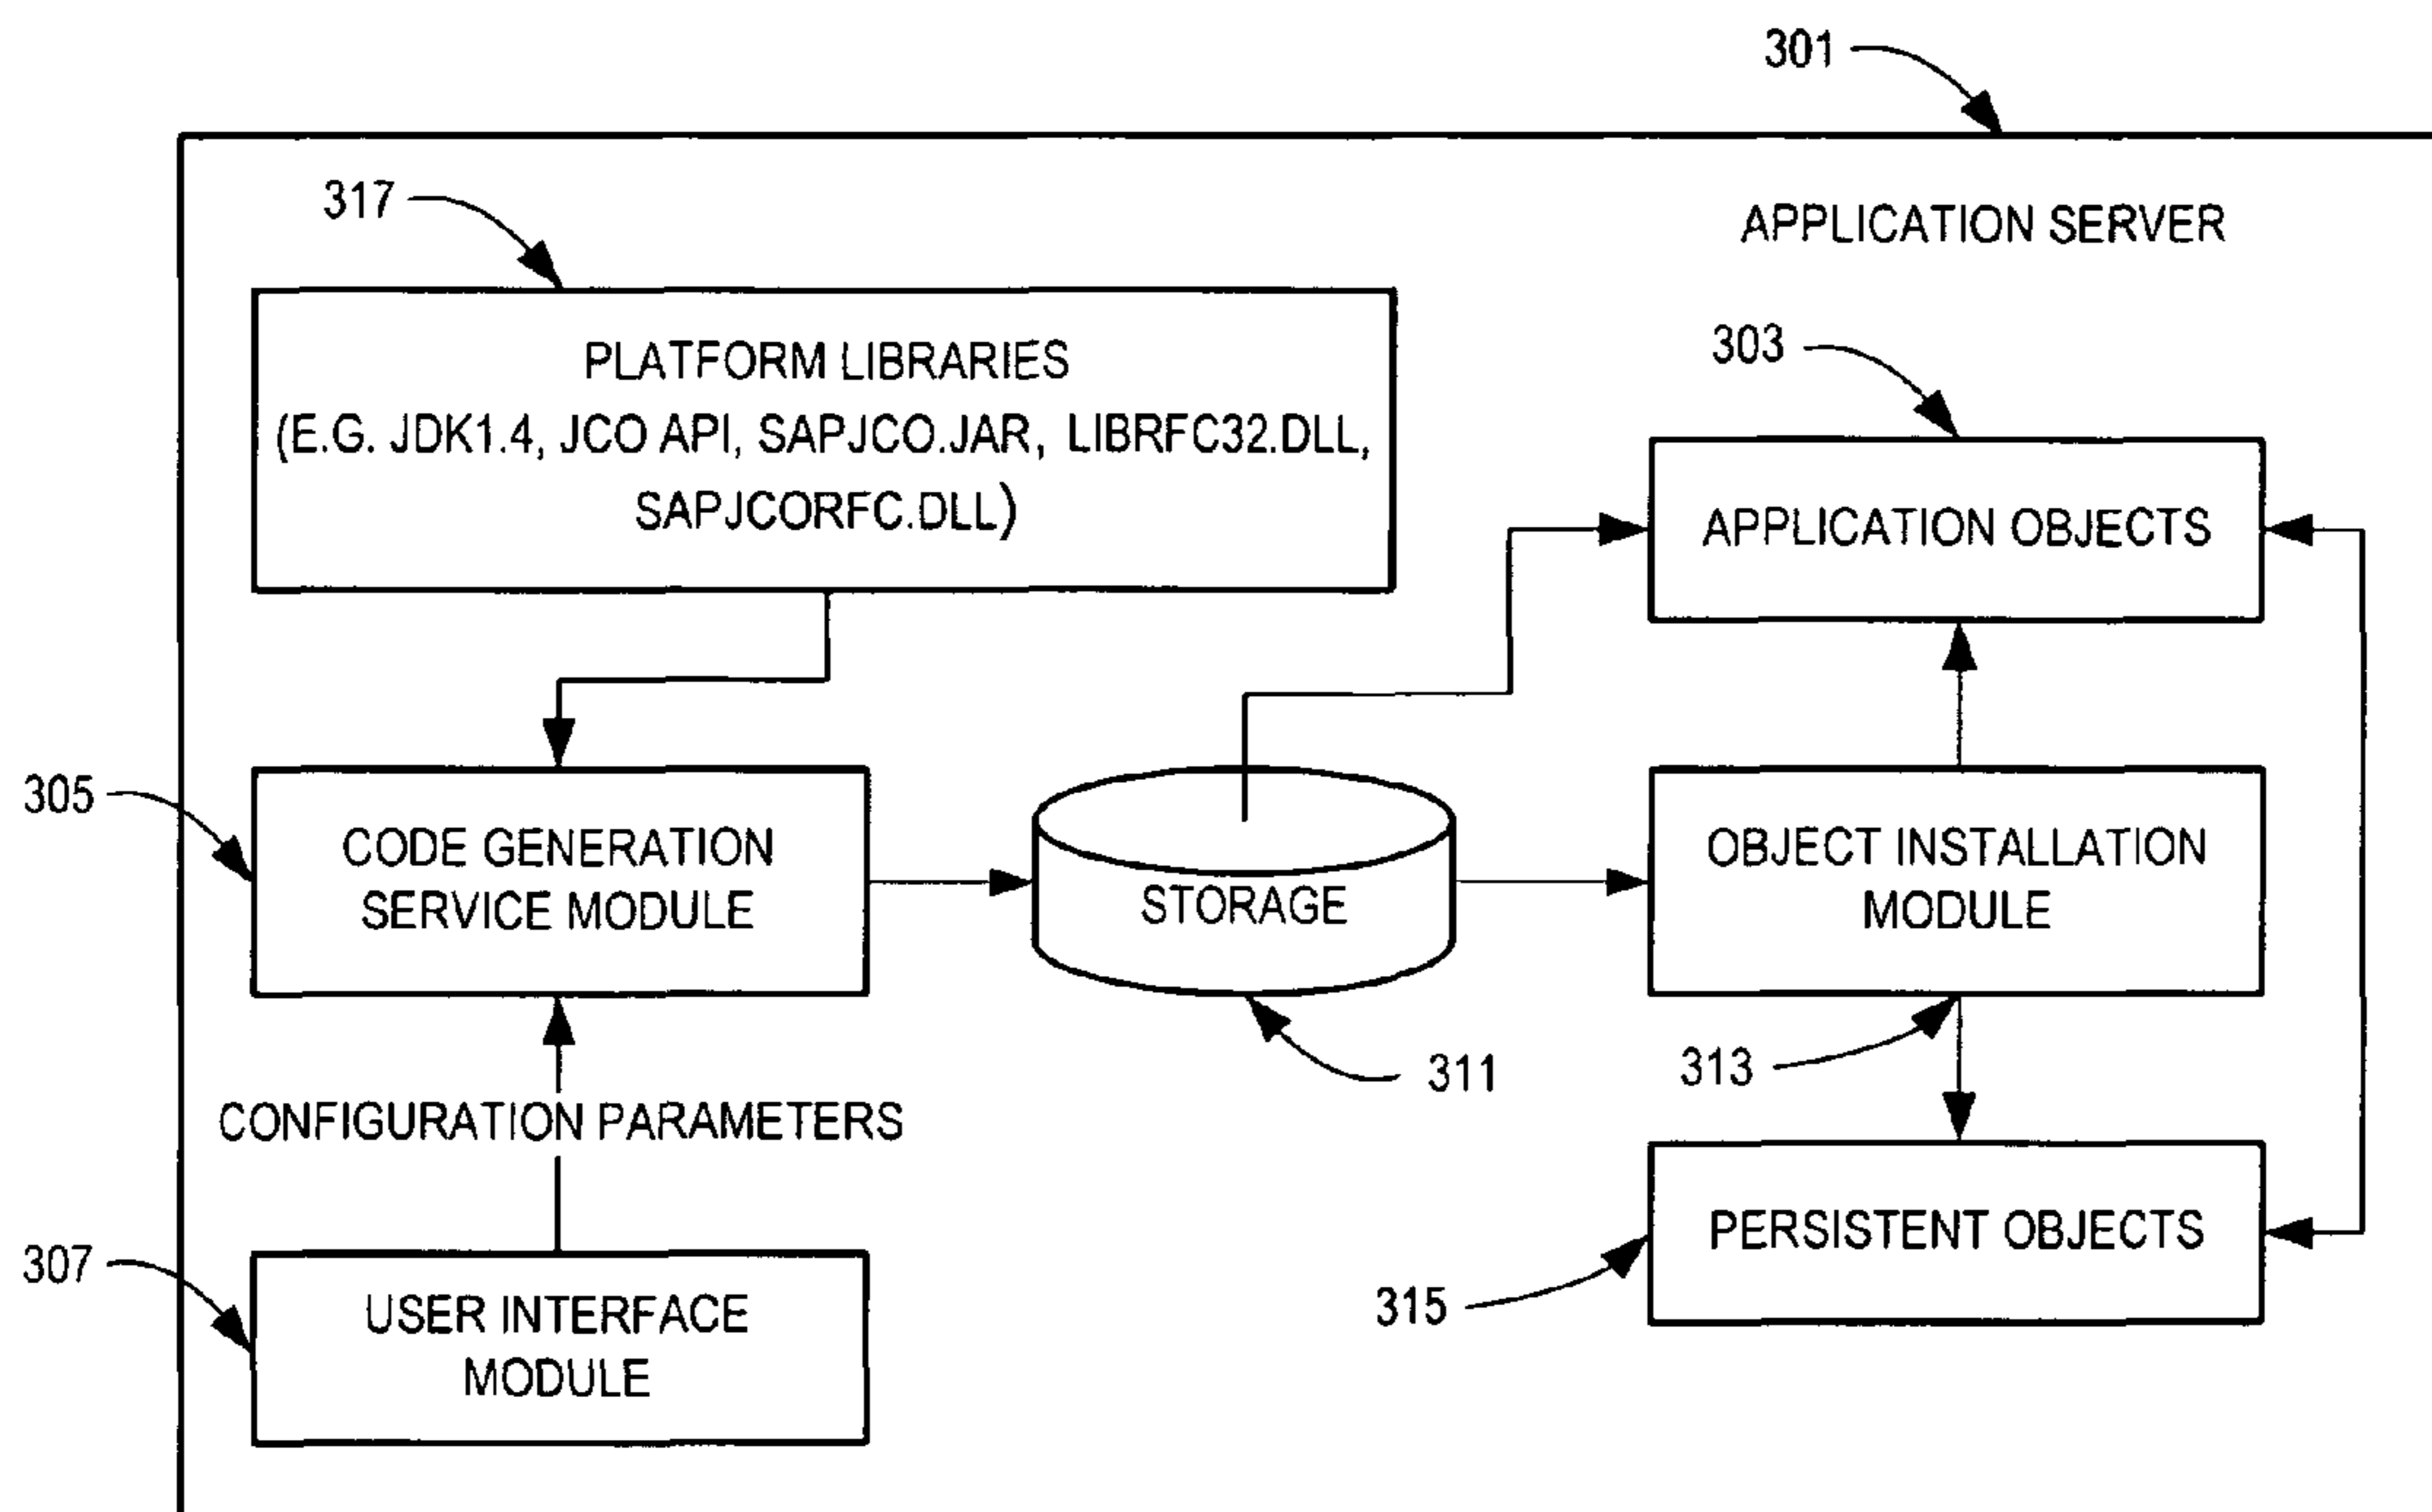 301
317
APPLICATION SERVER
PLATFORM LIBRARIES
(E.G. JDK1.4, JCO API, SAPJCO.JAR, LIBRFC32.DLL,
SAPJCORFC.DLL)
303
APPLICATION OBJECTS
305
CODE GENERATION
SERVICE MODULE
STORAGE
OBJECT INSTALLATION
MODULE
311
313
CONFIGURATION PARAMETERS
307
USER INTERFACE
MODULE
PERSISTENT OBJECTS
315